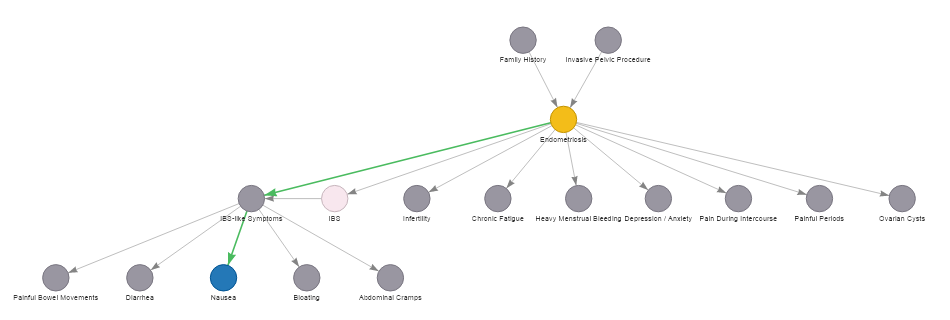 Family History
Invasive Pelvic Procedure
Endometriosis
IBS-like Symptoms
IBS
Infertility
Chronic Fatigue
Heavy Menstrual Bleeding
Depression / Anxiety
Pain During Intercourse
Painful Periods
Ovarian Cysts
Painful Bowel Movements
Diarrhea
Nausea
Bloating
Abdominal Cramps